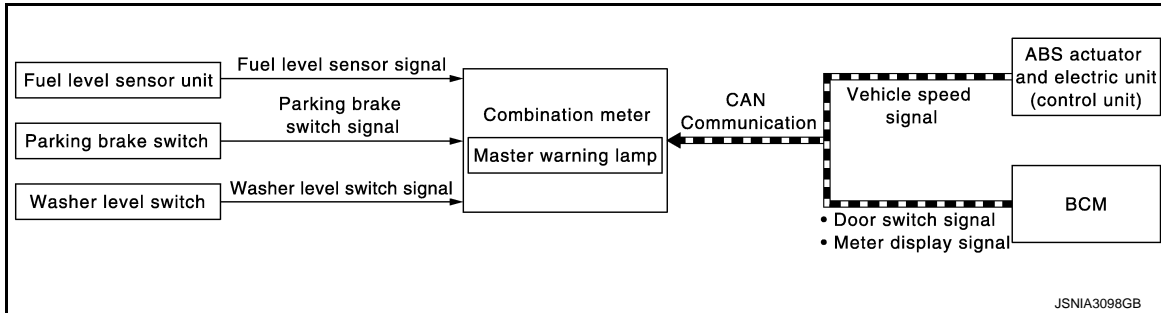 Fuel level sensor unit
Fuel level sensor signal
Parking brake switch
Parking brake
switch signal
Washer level switch
Washer level switch signal
Combination meter
Master warning lamp
CAN
Communication
ABS actuator
and electric unit
(control unit)
Vehicle speed
signal
BCM
• Door switch signal
• Meter display signal
JSNIA3098GB